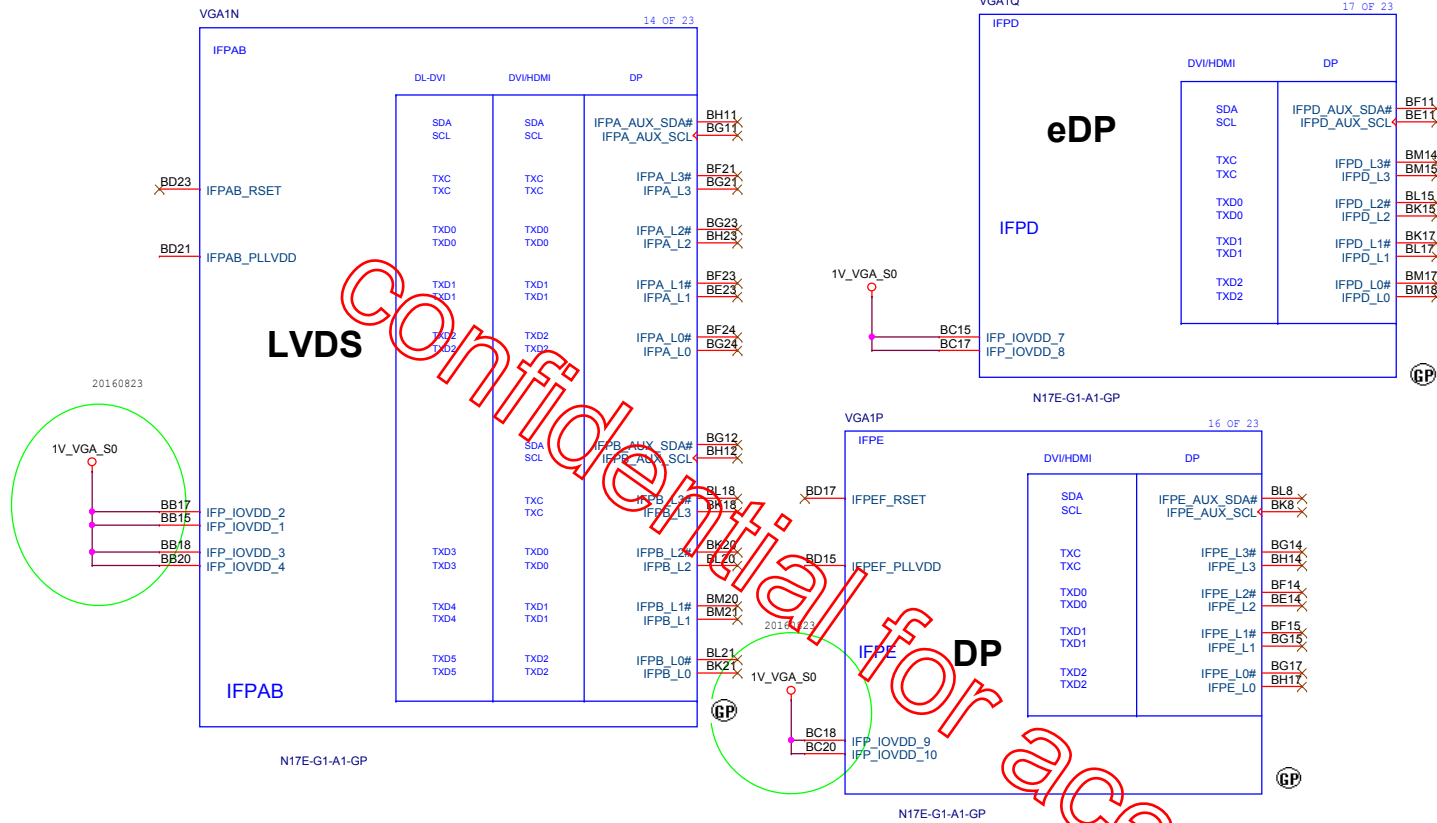 VGA1N
14 OF 23
IFPAB
DL-DVI DVI/HDMI DP
SDA SDA IFPA_AUX_SDA# BH11
SCL SCL IFPA_AUX_SCL BG11
TXC TXC IFPA_L3# BF21
TXC TXC IFPA_L3 BG21
BD23 IFPAB_RSET
TXD0 TXD0 IFPA_L2# BG23
TXD0 TXD0 IFPA_L2 BH23
BD21 IFPAB_PLLVDD
TXD1 TXD1 IFPA_L1# BF23
TXD1 TXD1 IFPA_L1 BE23
LVDS
TXD2 TXD2 IFPA_L0# BF24
TXD2 TXD2 IFPA_L0 BG24
20160823
1V_VGA_S0
SDA IFPB_AUX_SDA# BG12
SCL IFPB_AUX_SCL BH12
TXC IFPB_L3# BL18
TXC IFPB_L3 BK18
BB17 IFP_IOVDD_2
BB15 IFP_IOVDD_1
BB18 IFP_IOVDD_3
BB20 IFP_IOVDD_4
TXD3 TXD0 IFPB_L2# BK20
TXD3 TXD0 IFPB_L2 BL20
TXD4 TXD1 IFPB_L1# BM20
TXD4 TXD1 IFPB_L1 BM21
TXD5 TXD2 IFPB_L0# BL21
TXD5 TXD2 IFPB_L0 BK21
IFPAB
GP
N17E-G1-A1-GP
VGA1Q
17 OF 23
IFPD
DVI/HDMI DP
SDA IFPD_AUX_SDA# BF11
SCL IFPD_AUX_SCL BE11
eDP
TXC IFPD_L3# BM14
TXC IFPD_L3 BM15
TXD0 IFPD_L2# BL15
TXD0 IFPD_L2 BK15
IFPD
TXD1 IFPD_L1# BK17
TXD1 IFPD_L1 BL17
TXD2 IFPD_L0# BM17
TXD2 IFPD_L0 BM18
1V_VGA_S0
BC15 IFP_IOVDD_7
BC17 IFP_IOVDD_8
GP
N17E-G1-A1-GP
VGA1P
16 OF 23
IFPE
DVI/HDMI DP
BD17 IFPEF_RSET
SDA IFPE_AUX_SDA# BL8
SCL IFPE_AUX_SCL BK8
TXC IFPE_L3# BG14
TXC IFPE_L3 BH14
BD15 IFPEF_PLLVDD
TXD0 IFPE_L2# BF14
TXD0 IFPE_L2 BE14
20160823
TXD1 IFPE_L1# BF15
TXD1 IFPE_L1 BG15
IFPE
DP
TXD2 IFPE_L0# BG17
TXD2 IFPE_L0 BH17
1V_VGA_S0
BC18 IFP_IOVDD_9
BC20 IFP_IOVDD_10
GP
N17E-G1-A1-GP
confidential for